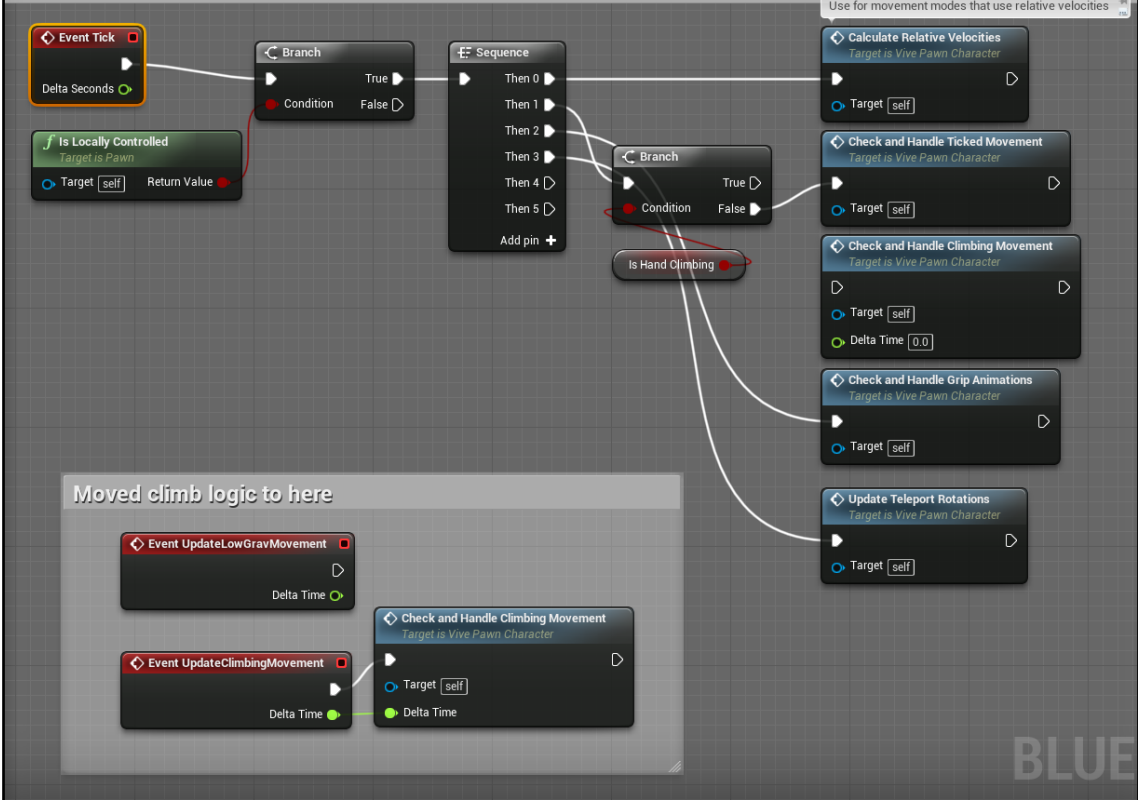 Use for movement modes that use relative velocities
Event Tick
Delta Seconds
Branch
True
Condition
False
Sequence
Then 0
Then 1
Then 2
Then 3
Then 4
Then 5
Add pin
f Is Locally Controlled
Target is Pawn
Target self
Return Value
Branch
True
Condition
False
Is Hand Climbing
Calculate Relative Velocities
Target is Vive Pawn Character
Target self
Check and Handle Ticked Movement
Target is Vive Pawn Character
Target self
Check and Handle Climbing Movement
Target is Vive Pawn Character
Target self
Delta Time 0.0
Check and Handle Grip Animations
Target is Vive Pawn Character
Target self
Update Teleport Rotations
Target is Vive Pawn Character
Target self
Moved climb logic to here
Event UpdateLowGravMovement
Delta Time
Event UpdateClimbingMovement
Delta Time
Check and Handle Climbing Movement
Target is Vive Pawn Character
Target self
Delta Time
BLUE